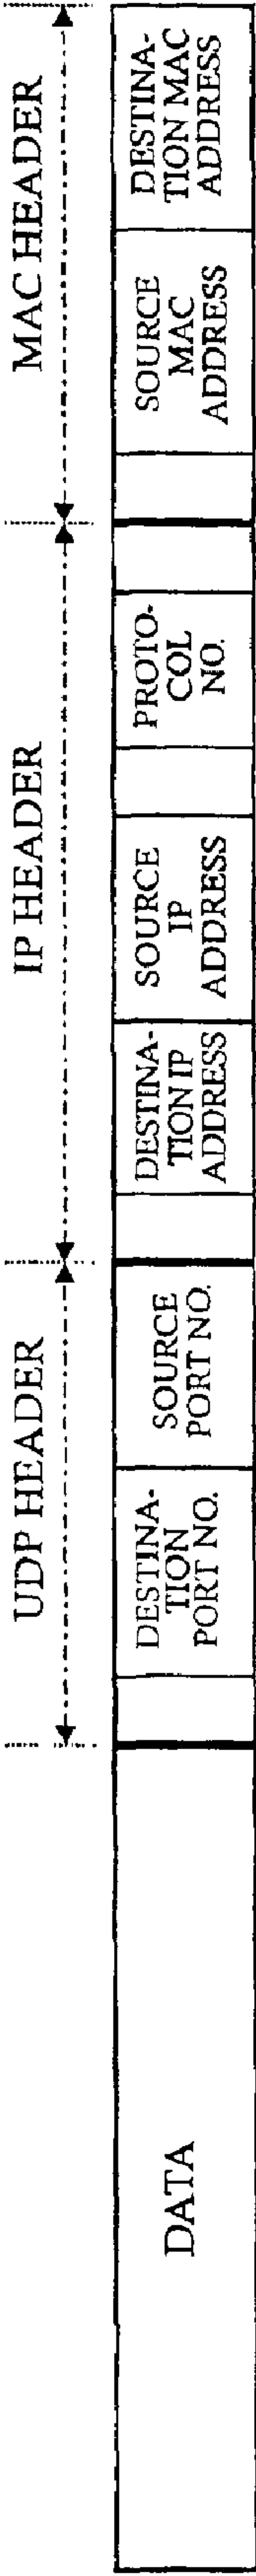 UDP HEADER
IP HEADER
MAC HEADER
DATA
DESTINA-
TION
PORT NO.
SOURCE
PORT NO.
DESTINA-
TION IP
ADDRESS
SOURCE
IP
ADDRESS
PROTO-
COL
NO.
SOURCE
MAC
ADDRESS
DESTINA-
TION MAC
ADDRESS